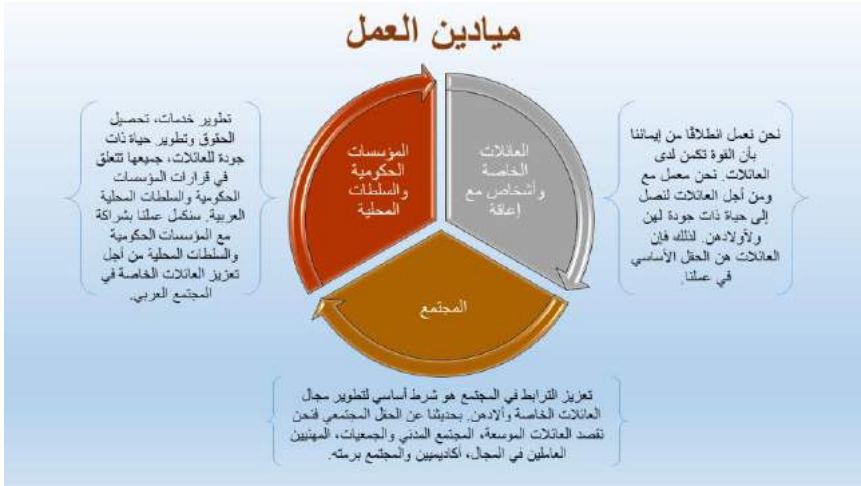 ميادين العمل
نحن نعمل انطلاقًا من إيماننا
بأن القوة تكمن لدى
العائلات. نحن معمل مع
ومن أجل العائلات لنصل
إلى حياة ذات جودة لهن
ولأولادهن. لذلك فإن
العائلات هن الحقل الأساسي
في عملنا.
العائلات
الخاصة
وأشخاص مع
إعاقة
المؤسسات
الحكومية
والسلطات
المحلية
تطوير خدمات، تحصيل
الحقوق وتطوير حياة ذات
جودة للعائلات، جميعها تتعلق
في قرارات المؤسسات
الحكومية والسلطات المحلية
العربية. سنكمل عملنا بشراكة
مع المؤسسات الحكومية
والسلطات المحلية من أجل
تعزيز العائلات الخاصة في
المجتمع العربي.
المجتمع
تعزيز الترابط في المجتمع هو شرط أساسي لتطوير مجال
العائلات الخاصة وألادهن. بحديثنا عن الحقل المجتمعي فنحن
نقصد العائلات الموسعة، المجتمع المدني والجمعيات، المهنيين
العاملين في المجال، أكاديميين والمجتمع برمته.